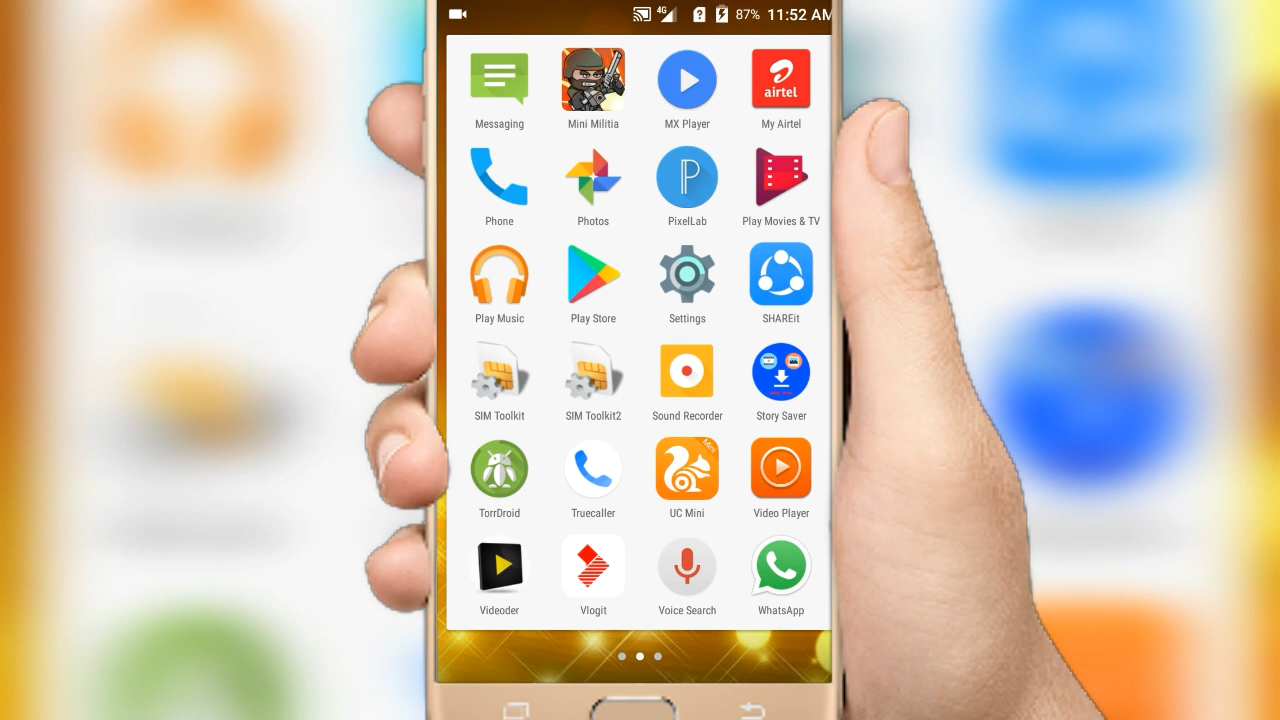 4G 87% 11:52 AM
airtel
Messaging Mini Militia MX Player My Airtel
P
Phone Photos PixelLab Play Movies & TV
Play Music Play Store Settings SHAREit
SIM Toolkit SIM Toolkit2 Sound Recorder Story Saver
Mini
TorrDroid Truecaller UC Mini Video Player
Videoder Vlogit Voice Search WhatsApp